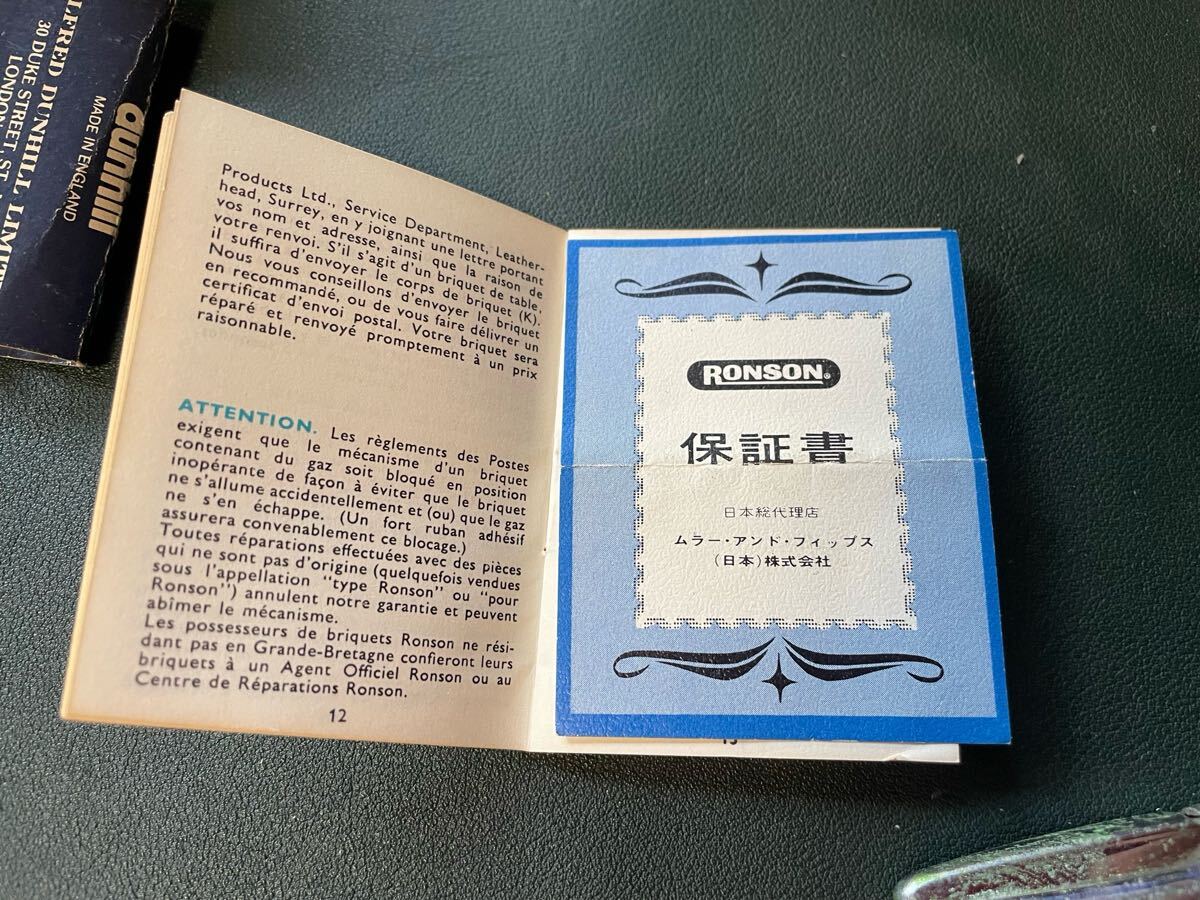 ALFRED DUNHILL LIMITED
30 DUKE STREET, ST.
LONDON
dunhill
MADE IN ENGLAND
Products Ltd., Service Department, Leather-
head, Surrey, en y joignant une lettre portant
vos nom et adresse, ainsi que la raison de
votre renvoi. S'il s'agit d'un briquet de table,
il suffira d'envoyer le corps de briquet (K).
Nous vous conseillons d'envoyer le briquet
en recommandé, ou de vous faire délivrer un
certificat d'envoi postal. Votre briquet sera
réparé et renvoyé promptement à un prix
raisonnable.
ATTENTION. Les règlements des Postes
exigent que le mécanisme d'un briquet
contenant du gaz soit bloqué en position
inopérante de façon à éviter que le briquet
ne s'allume accidentellement et (ou) que le gaz
ne s'en échappe. (Un fort ruban adhésif
assurera convenablement ce blocage.)
Toutes réparations effectuées avec des pièces
qui ne sont pas d'origine (quelquefois vendues
sous l'appellation "type Ronson" ou "pour
Ronson") annulent notre garantie et peuvent
abîmer le mécanisme.
Les possesseurs de briquets Ronson ne rési-
dant pas en Grande-Bretagne confieront leurs
briquets à un Agent Officiel Ronson ou au
Centre de Réparations Ronson.
12
RONSON®
保証書
日本総代理店
ムラー・アンド・フィップス
(日本)株式会社